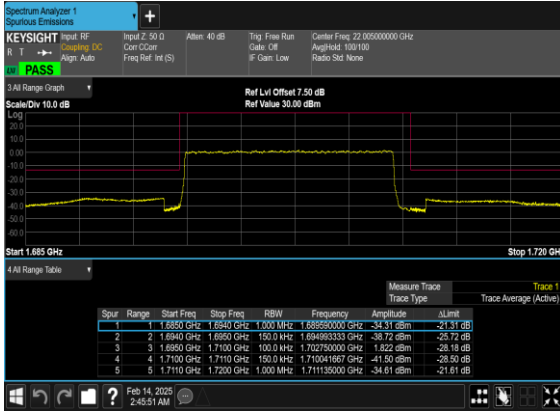 Spectrum Analyzer 1
Spurious Emissions
+
KEYSIGHT
R T
Input: RF
Coupling: DC
Align: Auto
Input Z: 50 Ω
Corr CCorr
Freq Ref: Int (S)
Atten: 40 dB
Trig: Free Run
Gate: Off
IF Gain: Low
Center Freq: 22.005000000 GHz
Avg|Hold: 100/100
Radio Std: None
PASS
3 All Range Graph
Scale/Div 10.0 dB
Ref Lvl Offset 7.50 dB
Ref Value 30.00 dBm
Log
20.0
10.0
0.00
-10.0
-20.0
-30.0
-40.0
-50.0
-60.0
Start 1.685 GHz
Stop 1.720 GH
4 All Range Table
Measure Trace Trace 1
Trace Type Trace Average (Active)
Spur Range Start Freq Stop Freq RBW Frequency Amplitude ΔLimit
1 1 1.6850 GHz 1.6940 GHz 1.000 MHz 1.689590000 GHz -34.31 dBm -21.31 dB
2 2 1.6940 GHz 1.6950 GHz 150.0 kHz 1.694993333 GHz -38.72 dBm -25.72 dB
3 3 1.6950 GHz 1.7100 GHz 100.0 kHz 1.702750000 GHz 1.822 dBm -28.18 dB
4 4 1.7100 GHz 1.7110 GHz 150.0 kHz 1.710041667 GHz -41.50 dBm -28.50 dB
5 5 1.7110 GHz 1.7200 GHz 1.000 MHz 1.711135000 GHz -34.61 dBm -21.61 dB
?
Feb 14, 2025
2:45:51 AM